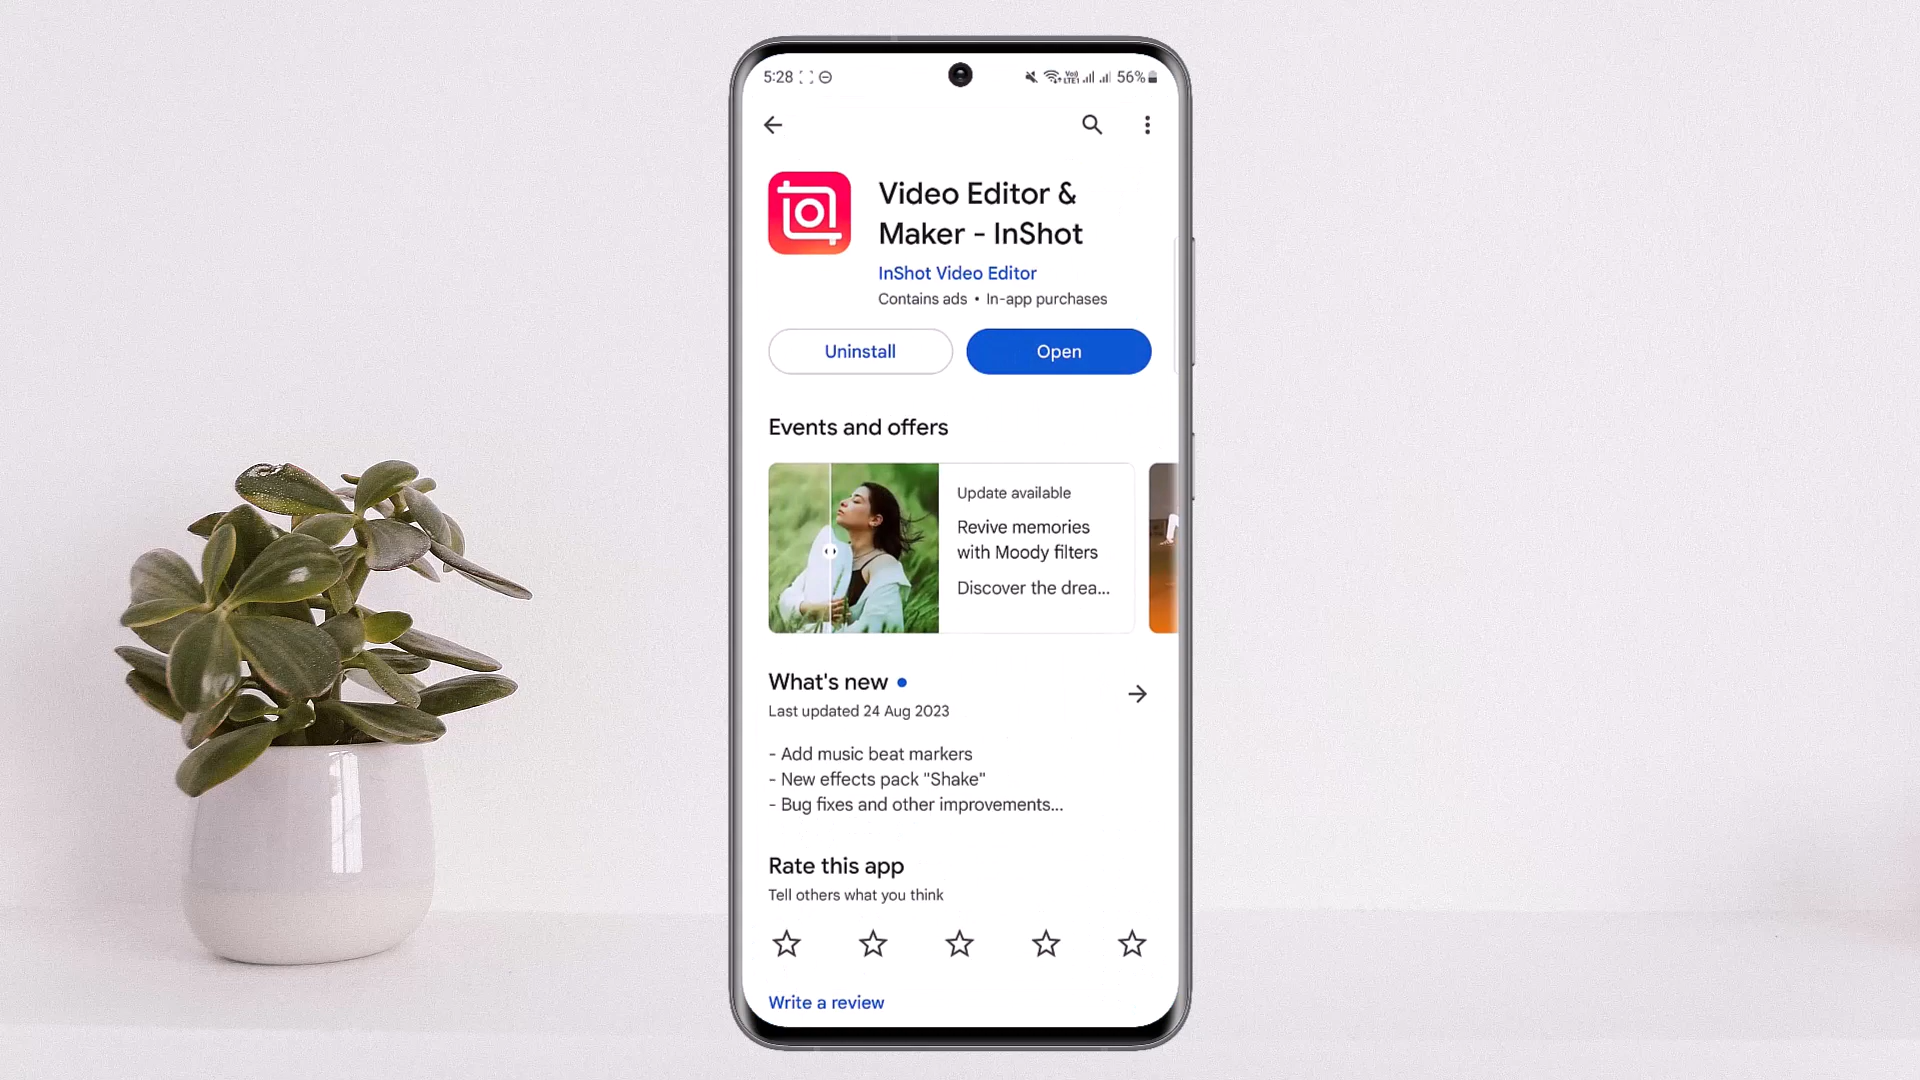 5:28
56%
Video Editor &
Maker - InShot
InShot Video Editor
Contains ads • In-app purchases
Uninstall
Open
Events and offers
Update available
Revive memories
with Moody filters
Discover the drea...
What's new
Last updated 24 Aug 2023
- Add music beat markers
- New effects pack "Shake"
- Bug fixes and other improvements...
Rate this app
Tell others what you think
Write a review